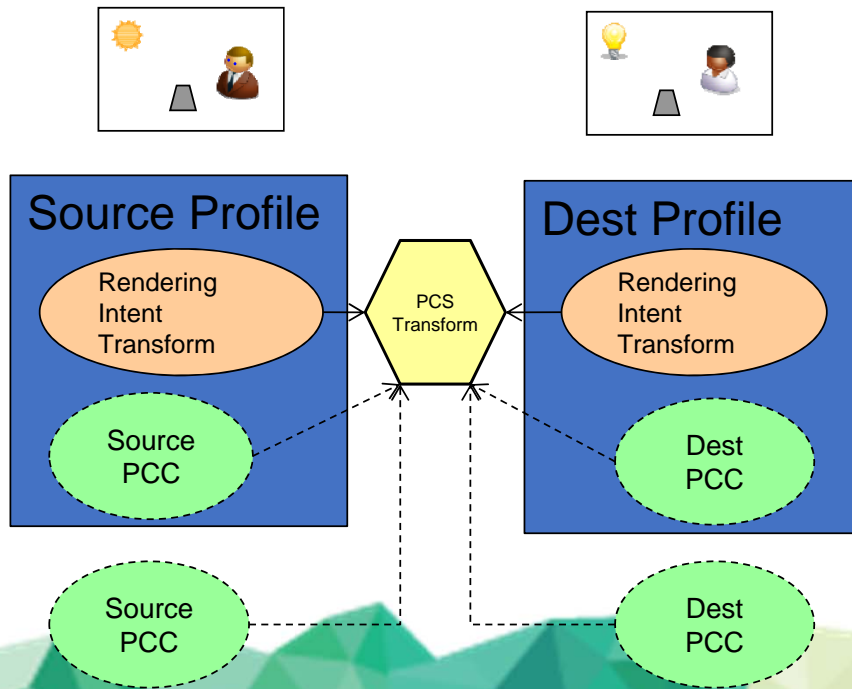 Source Profile
Rendering
Intent
Transform
Source
PCC
PCS
Transform
Dest Profile
Rendering
Intent
Transform
Dest
PCC
Source
PCC
Dest
PCC